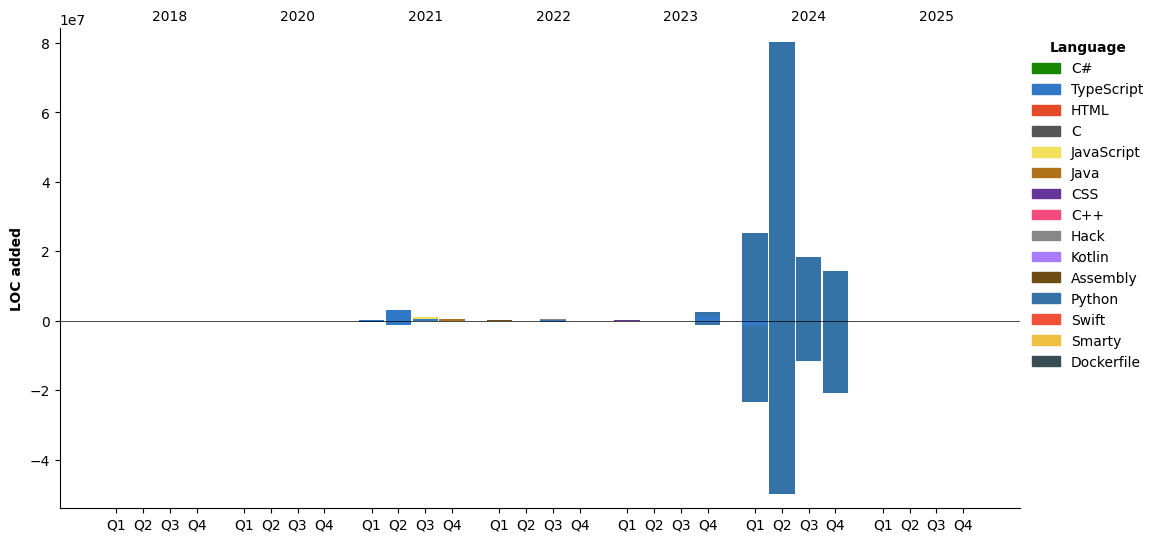 2018 2020 2021 2022 2023 2024 2025
1e7
8
6
4
2
0
−2
−4
LOC added
Q1 Q2 Q3 Q4 Q1 Q2 Q3 Q4 Q1 Q2 Q3 Q4 Q1 Q2 Q3 Q4 Q1 Q2 Q3 Q4 Q1 Q2 Q3 Q4 Q1 Q2 Q3 Q4
Language
C#
TypeScript
HTML
C
JavaScript
Java
CSS
C++
Hack
Kotlin
Assembly
Python
Swift
Smarty
Dockerfile